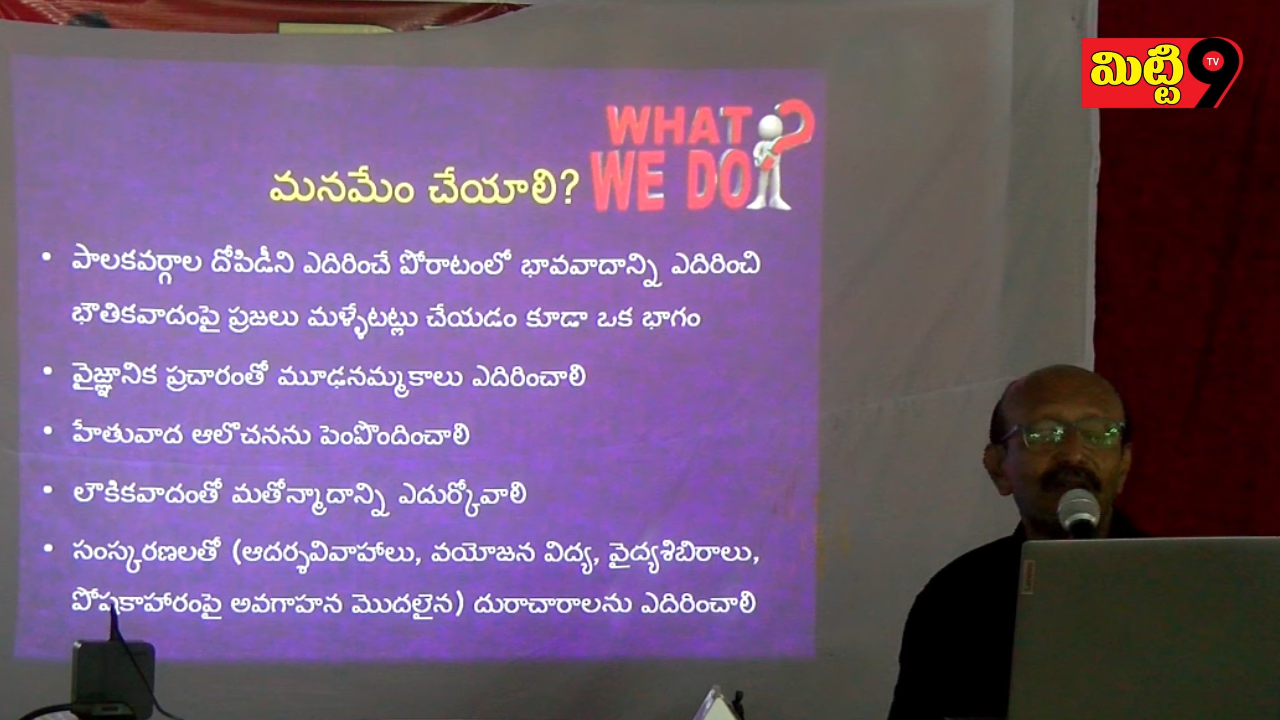 మిట్టి9
TV
WHAT
WE DO?
మనమేం చేయాలి?
• పాలకవర్గాల దోపిడీని ఎదిరించే పోరాటంలో భావవాదాన్ని ఎదిరించి
భౌతికవాదంపై ప్రజలు మళ్ళేటట్లు చేయడం కూడా ఒక భాగం
• వైజ్ఞానిక ప్రచారంతో మూఢనమ్మకాలు ఎదిరించాలి
• హేతువాద ఆలోచనను పెంపొందించాలి
• లౌకికవాదంతో మతోన్మాదాన్ని ఎదుర్కోవాలి
• సంస్కరణలతో (ఆదర్శవివాహాలు, వయోజన విద్య, వైద్యశిబిరాలు,
పోషకాహారంపై అవగాహన మొదలైన) దురాచారాలను ఎదిరించాలి